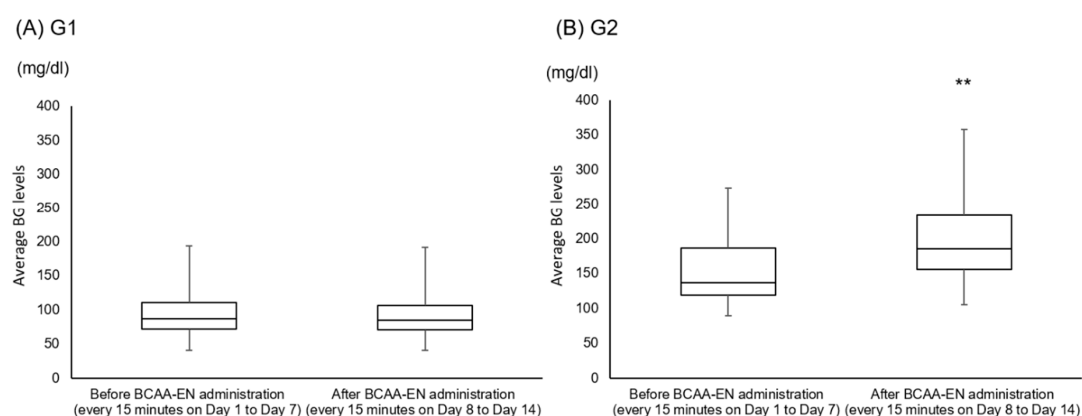 (A) G1
(mg/dl)
Average BG levels
400
350
300
250
200
150
100
50
0
Before BCAA-EN administration
(every 15 minutes on Day 1 to Day 7)
After BCAA-EN administration
(every 15 minutes on Day 8 to Day 14)
(B) G2
(mg/dl)
**
Average BG levels
400
350
300
250
200
150
100
50
0
Before BCAA-EN administration
(every 15 minutes on Day 1 to Day 7)
After BCAA-EN administration
(every 15 minutes on Day 8 to Day 14)